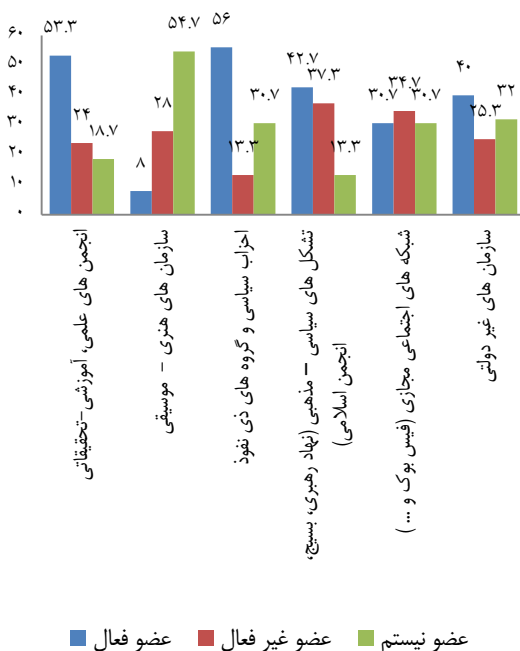 ۶۰
۵۰
۴۰
۳۰
۲۰
۱۰
۰
۵۳.۳
۲۴
۱۸.۷
۸
۲۸
۵۴.۷
۵۶
۱۳.۳
۳۰.۷
۴۲.۷
۳۷.۳
۱۳.۳
۳۰.۷
۳۴.۷
۳۰.۷
۴۰
۲۵.۳
۳۲
انجمن های علمی، آموزشی-تحقیقاتی
سازمان های هنری - موسیقی
احزاب سیاسی و گروه های ذی نفوذ
تشکل های سیاسی – مذهبی (نهاد رهبری، بسیج،
انجمن اسلامی)
شبکه های اجتماعی مجازی (فیس بوک و ... )
سازمان های غیر دولتی
عضو فعال
عضو غیر فعال
عضو نیستم